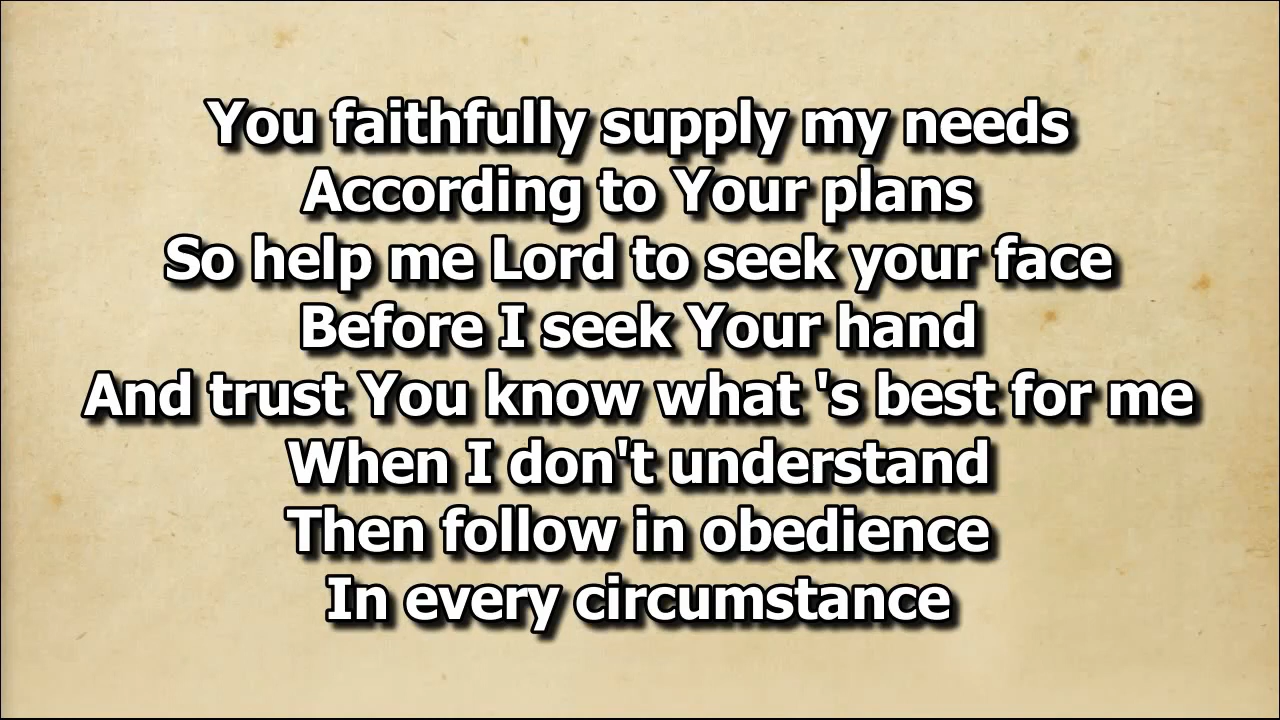 You faithfully supply my needs
According to Your plans
So help me Lord to seek your face
Before I seek Your hand
And trust You know what 's best for me
When I don't understand
Then follow in obedience
In every circumstance